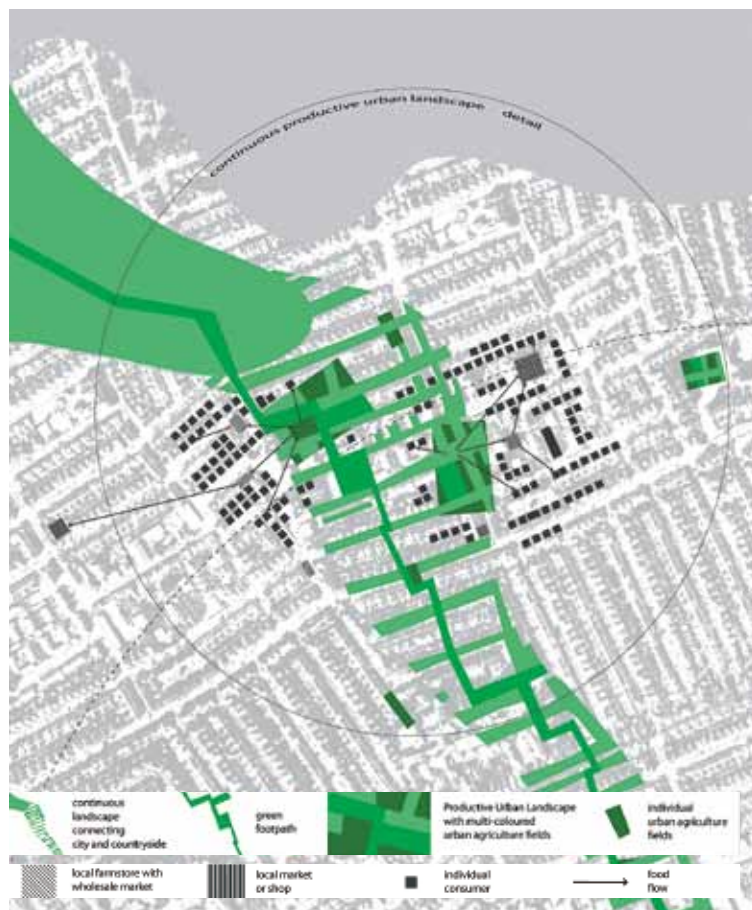 continuous productive urban landscape detail
continuous
landscape
connecting
city and countryside
green
footpath
Productive Urban Landscape
with multi-coloured
urban agriculture fields
individual
urban agriculture
fields
local farmstore with
wholesale market
local market
or shop
individual
consumer
food
flow